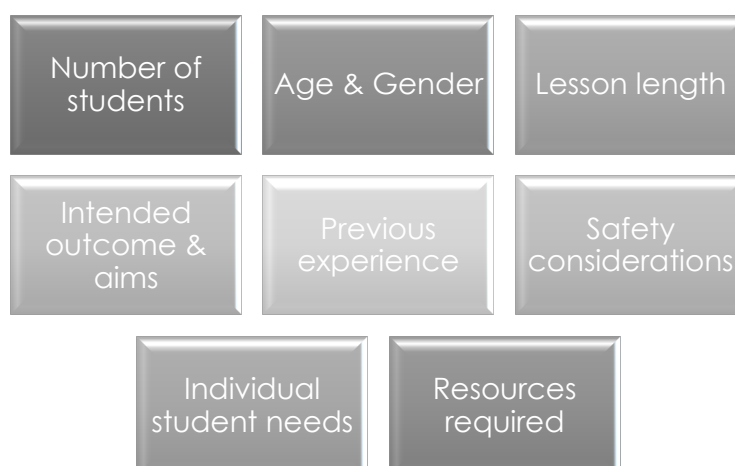 Number of
students
Age & Gender
Lesson length
Intended
outcome &
aims
Previous
experience
Safety
considerations
Individual
student needs
Resources
required